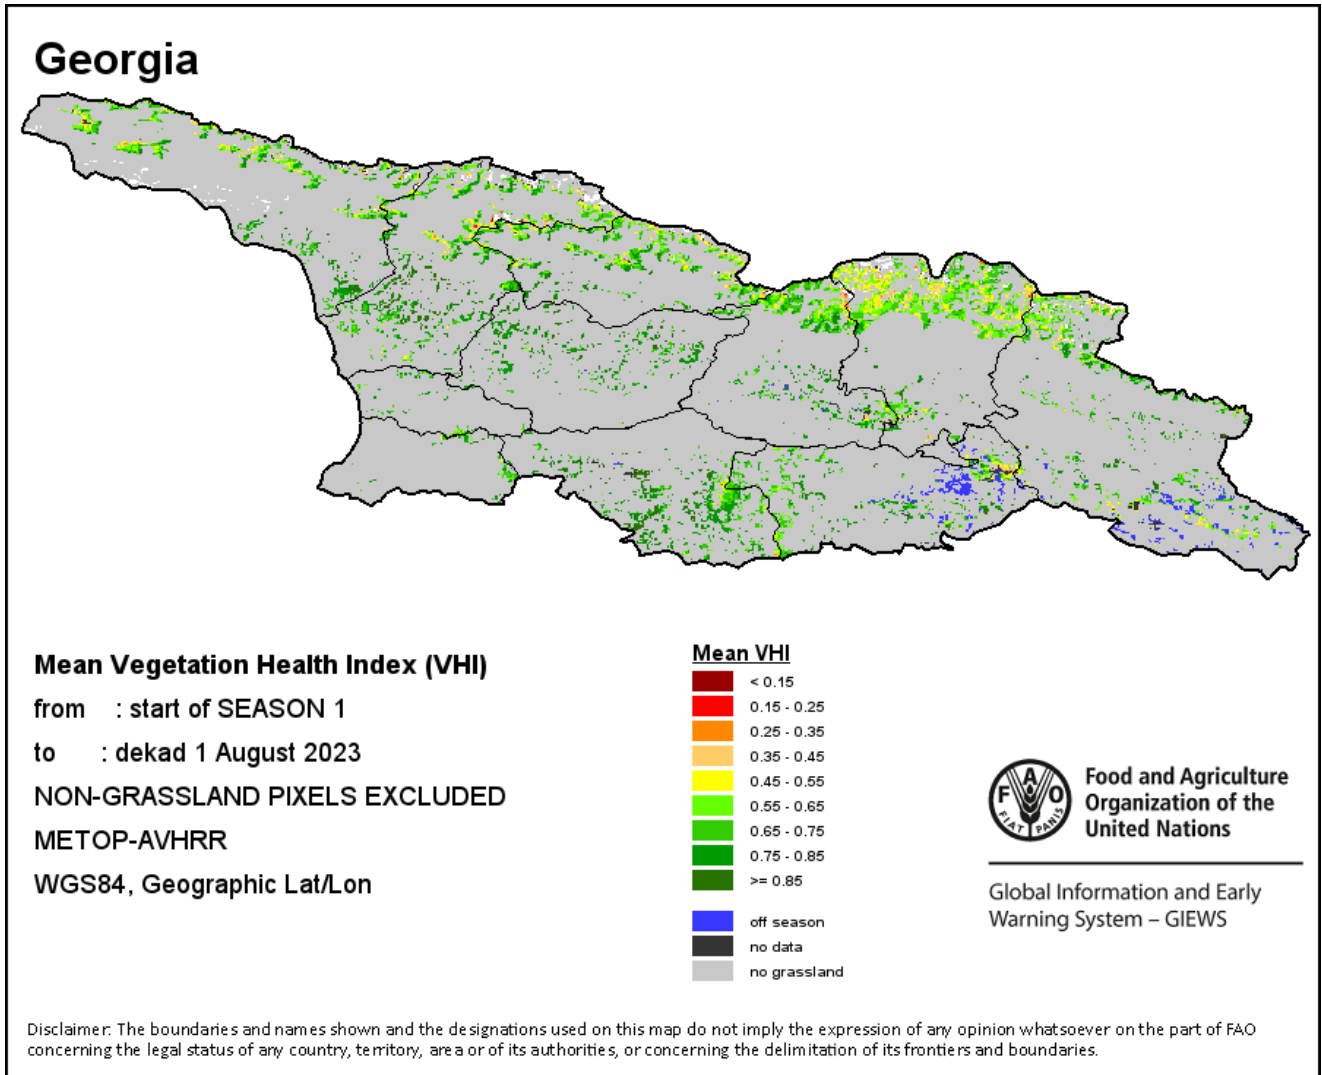 Georgia
Mean Vegetation Health Index (VHI)
from : start of SEASON 1
to : dekad 1 August 2023
NON-GRASSLAND PIXELS EXCLUDED
METOP-AVHRR
WGS84, Geographic Lat/Lon
Mean VHI
< 0.15
0.15 - 0.25
0.25 - 0.35
0.35 - 0.45
0.45 - 0.55
0.55 - 0.65
0.65 - 0.75
0.75 - 0.85
>= 0.85
off season
no data
no grassland
F A O
FIAT PANIS
Food and Agriculture
Organization of the
United Nations
Global Information and Early
Warning System – GIEWS
Disclaimer: The boundaries and names shown and the designations used on this map do not imply the expression of any opinion whatsoever on the part of FAO
concerning the legal status of any country, territory, area or of its authorities, or concerning the delimitation of its frontiers and boundaries.